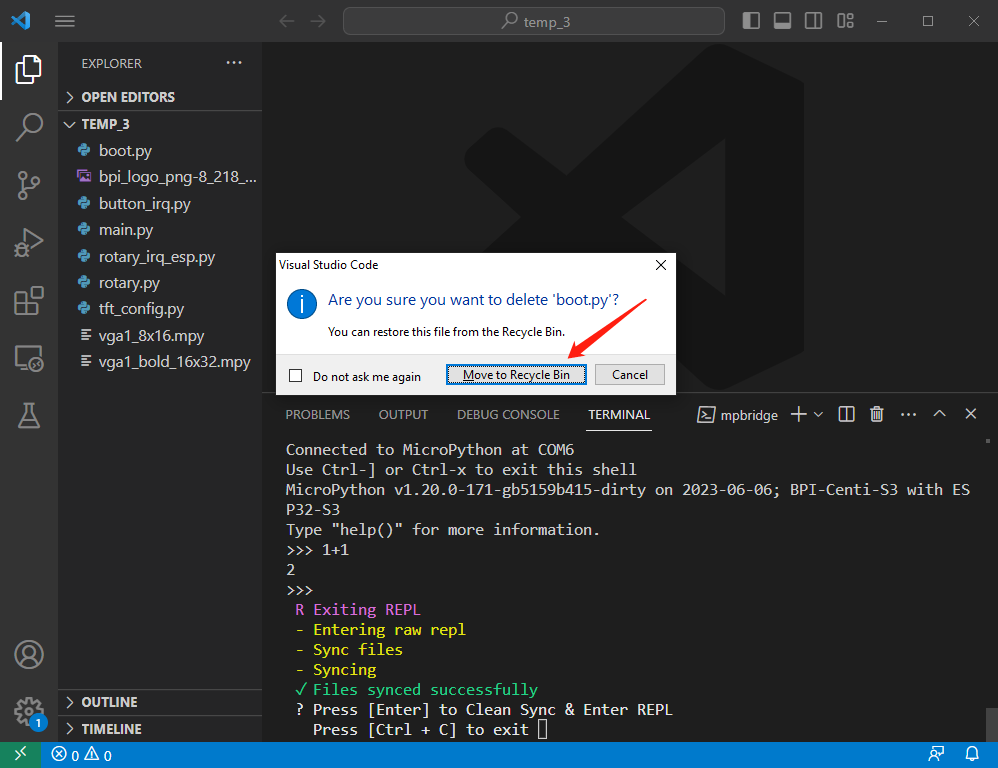 temp_3
EXPLORER
OPEN EDITORS
TEMP_3
boot.py
bpi_logo_png-8_218_...
button_irq.py
main.py
rotary_irq_esp.py
rotary.py
tft_config.py
vga1_8x16.mpy
vga1_bold_16x32.mpy
OUTLINE
TIMELINE
1
Visual Studio Code
Are you sure you want to delete 'boot.py'?
You can restore this file from the Recycle Bin.
Do not ask me again
Move to Recycle Bin
Cancel
PROBLEMS
OUTPUT
DEBUG CONSOLE
TERMINAL
mpbridge
Connected to MicroPython at COM6
Use Ctrl-] or Ctrl-x to exit this shell
MicroPython v1.20.0-171-gb5159b415-dirty on 2023-06-06; BPI-Centi-S3 with ES
P32-S3
Type "help()" for more information.
>>> 1+1
2
>>>
R Exiting REPL
- Entering raw repl
- Sync files
- Syncing
✓ Files synced successfully
? Press [Enter] to Clean Sync & Enter REPL
Press [Ctrl + C] to exit
0
0